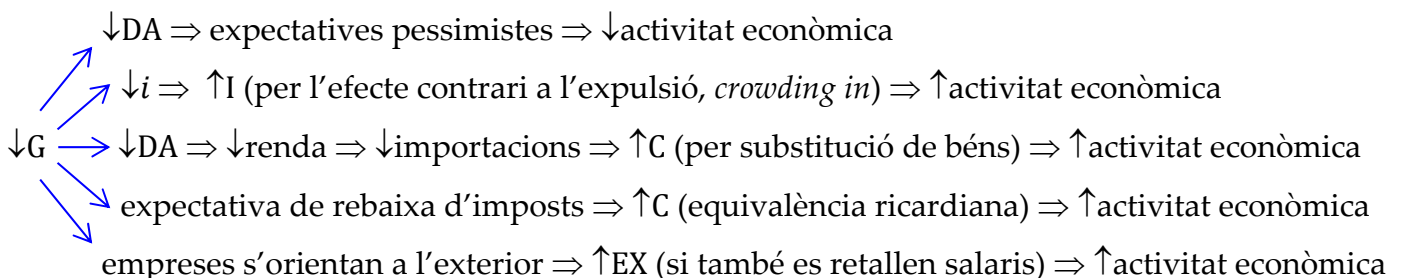 ↓DA ⇒ expectatives pessimistes ⇒ ↓activitat econòmica
↓i ⇒ ↑I (per l'efecte contrari a l'expulsió, crowding in) ⇒ ↑activitat econòmica
↓G → ↓DA ⇒ ↓renda ⇒ ↓importacions ⇒ ↑C (per substitució de béns) ⇒ ↑activitat econòmica
expectativa de rebaixa d'imposts ⇒ ↑C (equivalència ricardiana) ⇒ ↑activitat econòmica
empreses s'orientan a l'exterior ⇒ ↑EX (si també es retallen salaris) ⇒ ↑activitat econòmica